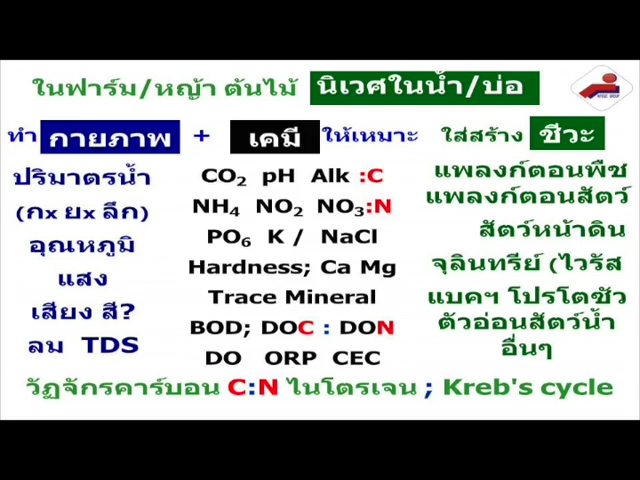 ในฟาร์ม/หญ้า ต้นไม้ นิเวศในน้ำ/บ่อ
ทำ กายภาพ + เคมี ให้เหมาะ ใส่สร้าง ชีวะ
ปริมาตรน้ำ
(กx ยx ลึก)
อุณหภูมิ
แสง
เสียง สี?
ลม TDS
CO₂ pH Alk :C
NH₄ NO₂ NO₃:N
PO₆ K / NaCl
Hardness; Ca Mg
Trace Mineral
BOD; DOC : DON
DO ORP CEC
แพลงก์ตอนพืช
แพลงก์ตอนสัตว์
สัตว์หน้าดิน
จุลินทรีย์ (ไวรัส
แบคฯ โปรโตซัว
ตัวอ่อนสัตว์น้ำ
อื่นๆ
วัฏจักรคาร์บอน C:N ไนโตรเจน ; Kreb's cycle